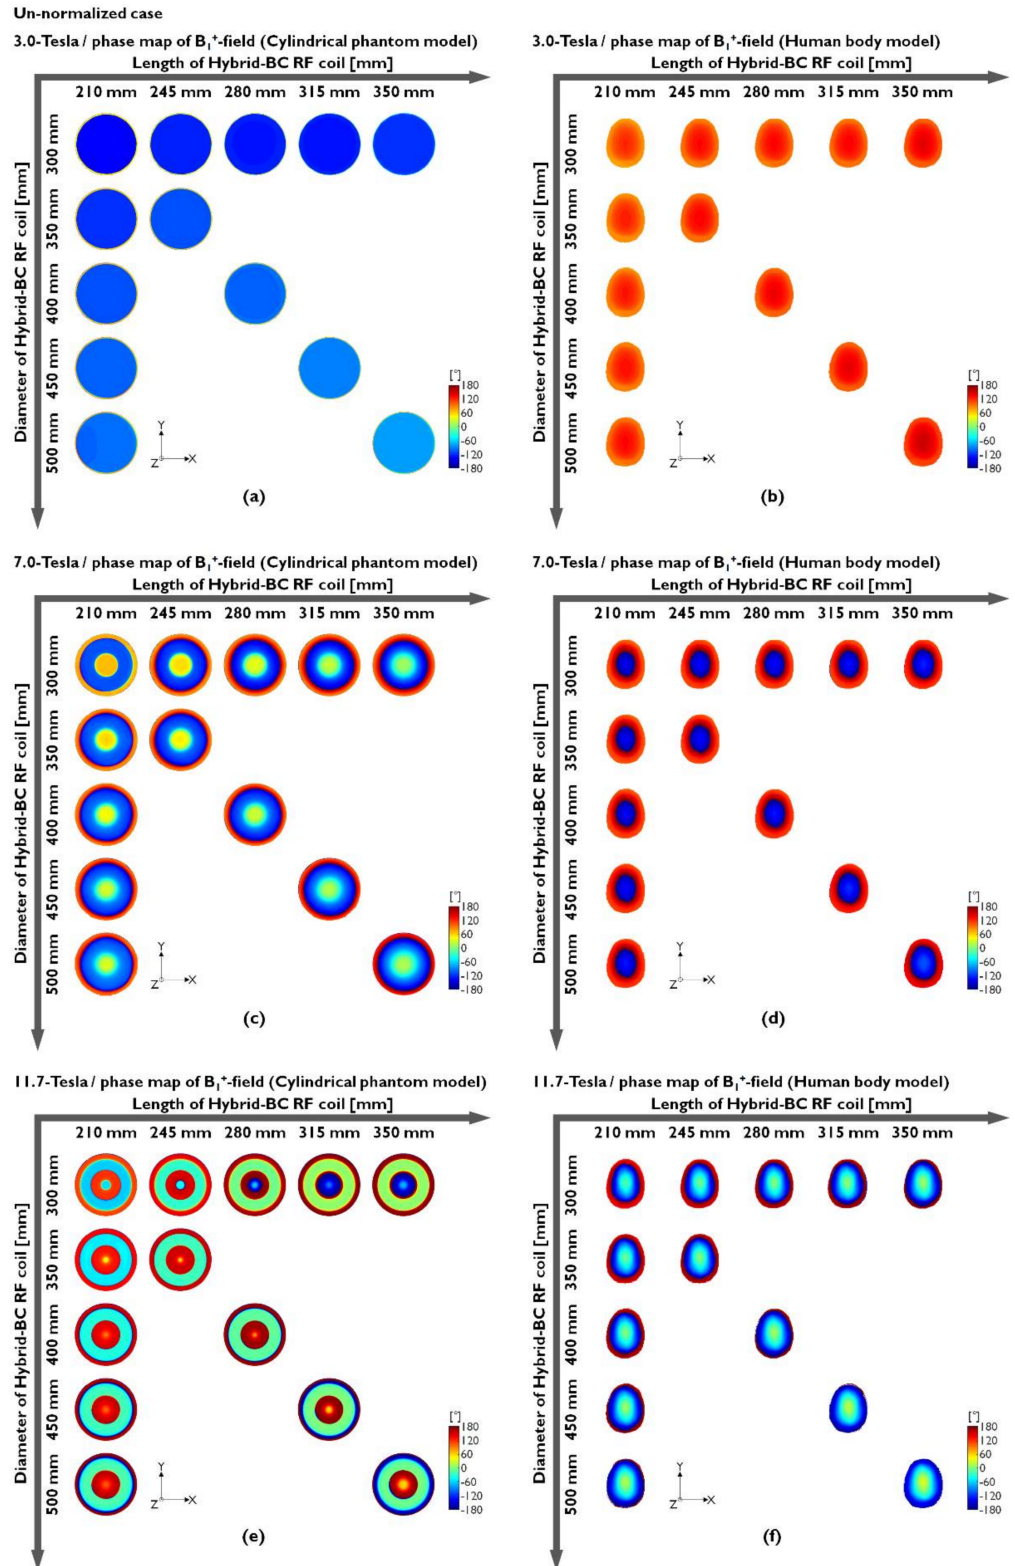 Un-normalized case
3.0-Tesla / phase map of B₁⁺-field (Cylindrical phantom model)
Length of Hybrid-BC RF coil [mm]
210 mm 245 mm 280 mm 315 mm 350 mm
Diameter of Hybrid-BC RF coil [mm]
300 mm
350 mm
400 mm
450 mm
500 mm
Y
Z X
[°]
180
120
60
0
-60
-120
-180
(a)
3.0-Tesla / phase map of B₁⁺-field (Human body model)
Length of Hybrid-BC RF coil [mm]
210 mm 245 mm 280 mm 315 mm 350 mm
Diameter of Hybrid-BC RF coil [mm]
300 mm
350 mm
400 mm
450 mm
500 mm
Y
Z X
[°]
180
120
60
0
-60
-120
-180
(b)
7.0-Tesla / phase map of B₁⁺-field (Cylindrical phantom model)
Length of Hybrid-BC RF coil [mm]
210 mm 245 mm 280 mm 315 mm 350 mm
Diameter of Hybrid-BC RF coil [mm]
300 mm
350 mm
400 mm
450 mm
500 mm
Y
Z X
[°]
180
120
60
0
-60
-120
-180
(c)
7.0-Tesla / phase map of B₁⁺-field (Human body model)
Length of Hybrid-BC RF coil [mm]
210 mm 245 mm 280 mm 315 mm 350 mm
Diameter of Hybrid-BC RF coil [mm]
300 mm
350 mm
400 mm
450 mm
500 mm
Y
Z X
[°]
180
120
60
0
-60
-120
-180
(d)
11.7-Tesla / phase map of B₁⁺-field (Cylindrical phantom model)
Length of Hybrid-BC RF coil [mm]
210 mm 245 mm 280 mm 315 mm 350 mm
Diameter of Hybrid-BC RF coil [mm]
300 mm
350 mm
400 mm
450 mm
500 mm
Y
Z X
[°]
180
120
60
0
-60
-120
-180
(e)
11.7-Tesla / phase map of B₁⁺-field (Human body model)
Length of Hybrid-BC RF coil [mm]
210 mm 245 mm 280 mm 315 mm 350 mm
Diameter of Hybrid-BC RF coil [mm]
300 mm
350 mm
400 mm
450 mm
500 mm
Y
Z X
[°]
180
120
60
0
-60
-120
-180
(f)